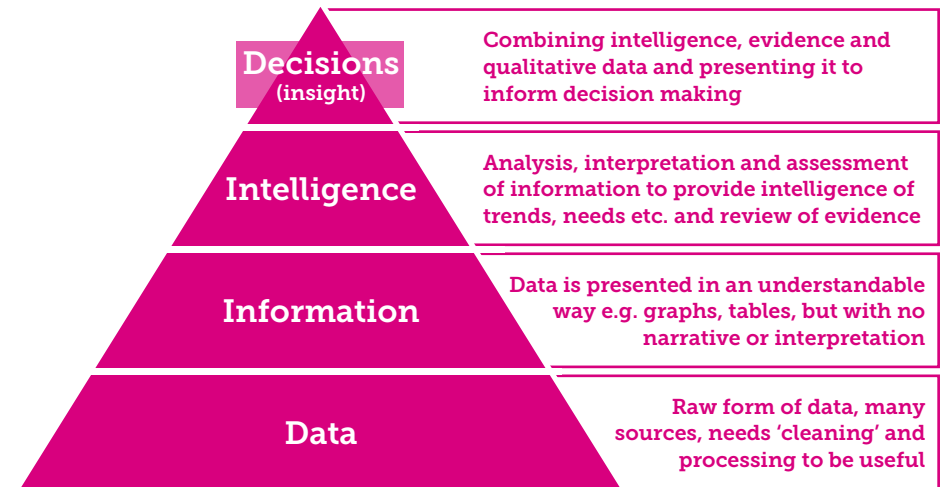 Decisions
(insight)
Combining intelligence, evidence and
qualitative data and presenting it to
inform decision making
Intelligence
Analysis, interpretation and assessment
of information to provide intelligence of
trends, needs etc. and review of evidence
Information
Data is presented in an understandable
way e.g. graphs, tables, but with no
narrative or interpretation
Data
Raw form of data, many
sources, needs ‘cleaning’ and
processing to be useful